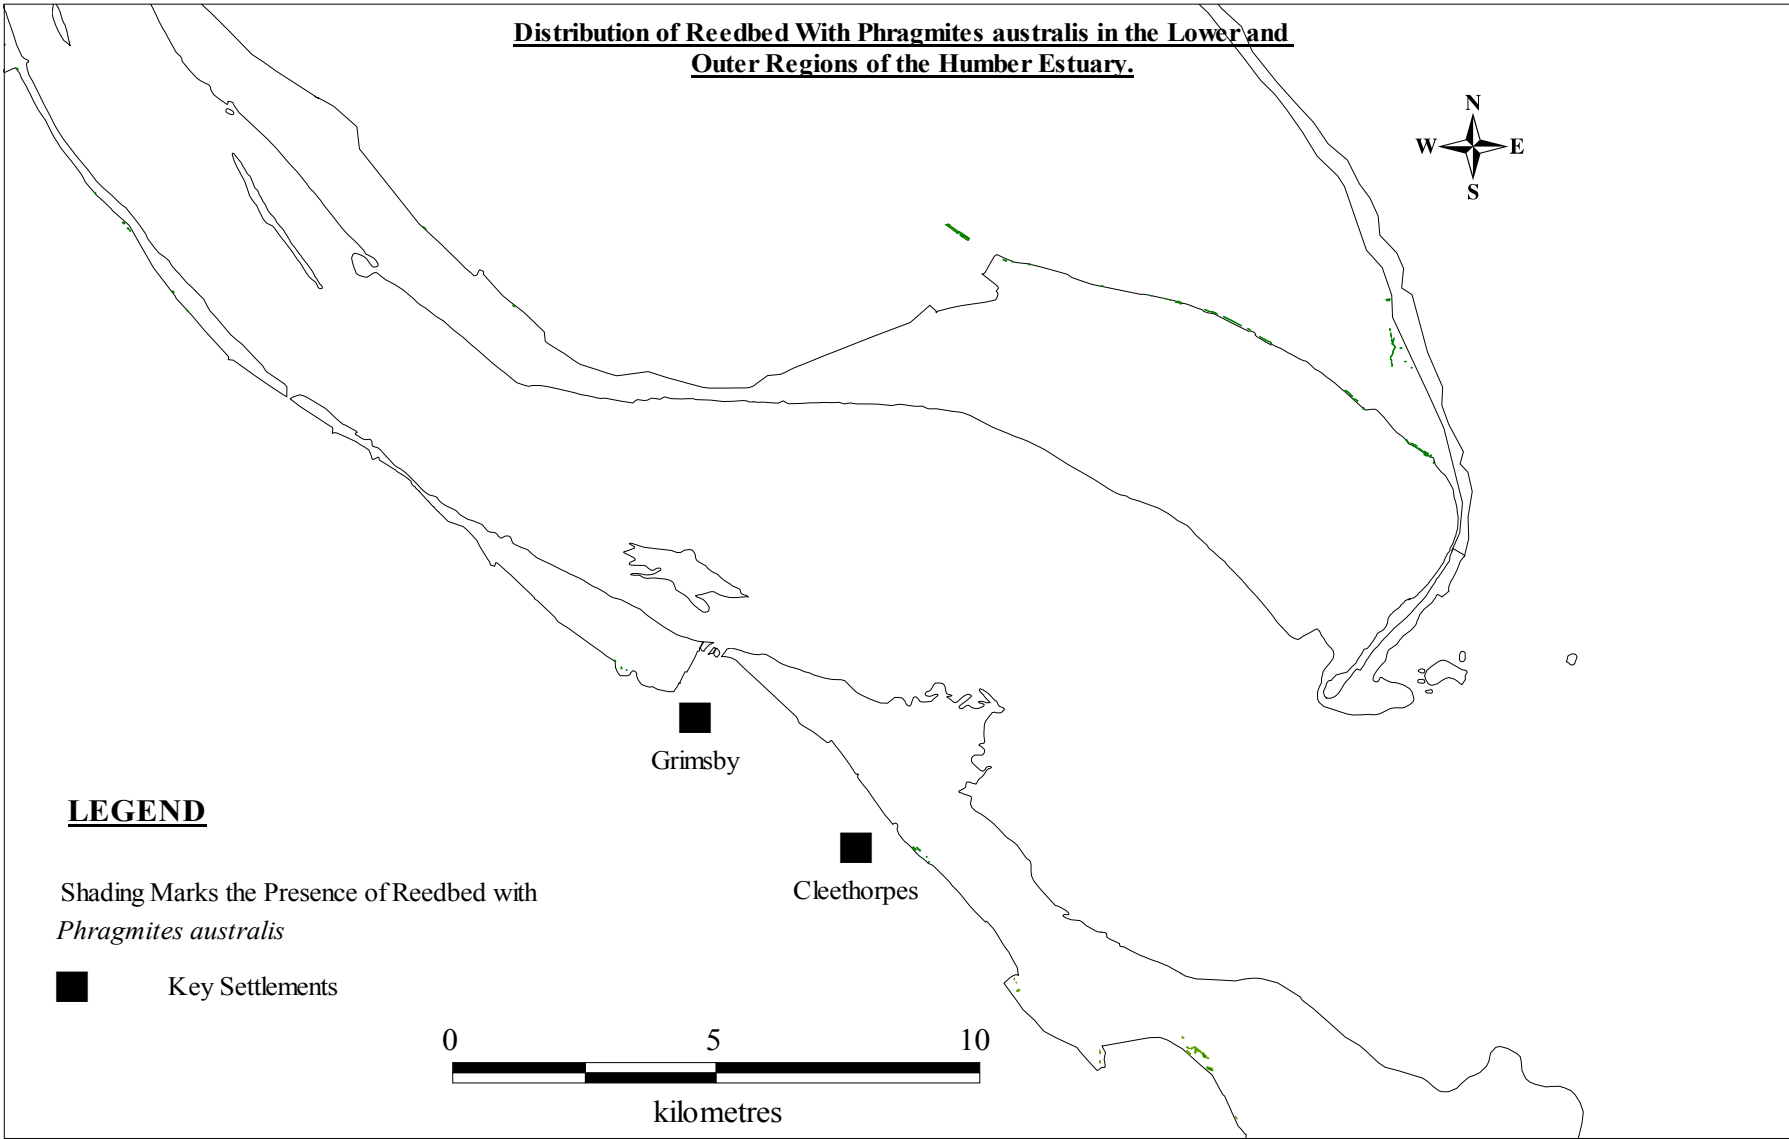 Distribution of Reedbed With Phragmites australis in the Lower and
Outer Regions of the Humber Estuary.
N
W E
S
Grimsby
Cleethorpes
LEGEND
Shading Marks the Presence of Reedbed with
Phragmites australis
Key Settlements
0 5 10
kilometres